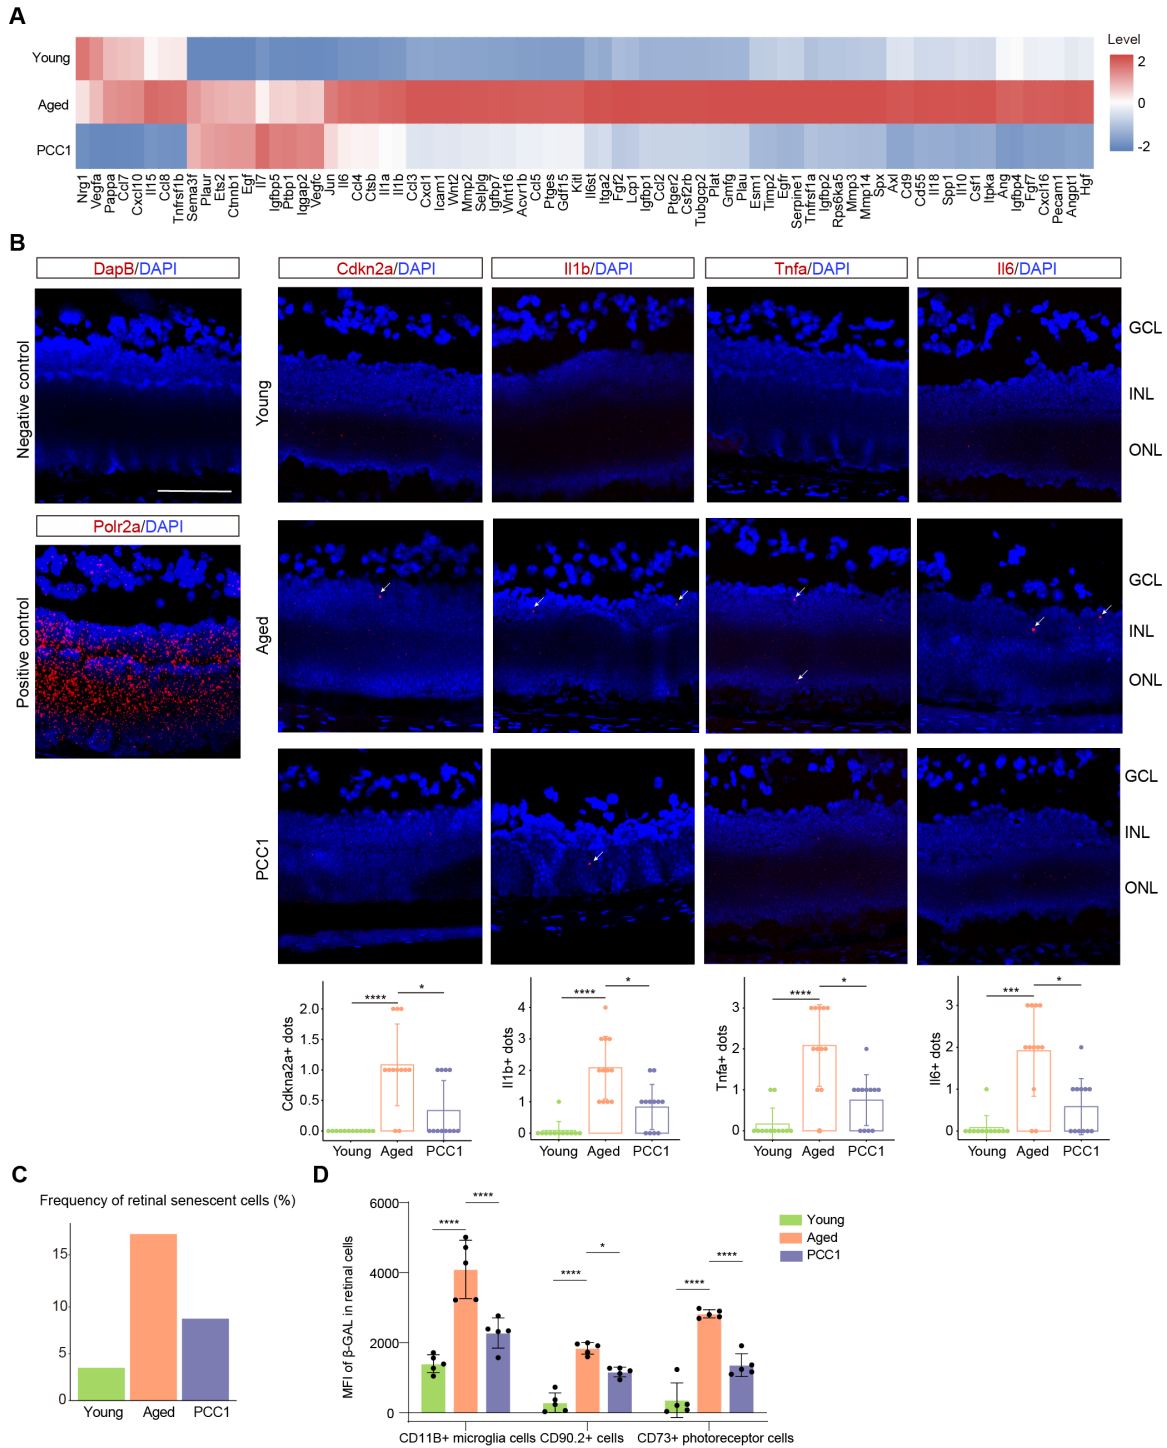 A
Young
Aged
PCC1
Level
2
0
-2
Nrg1
Vegfa
Pappa
Ccl7
Cxcl10
Il15
Ccl8
Tnfrsf1b
Sema3f
Plaur
Ets2
Ctnnb1
Egf
Il7
Igfbp5
Ptbp1
Iqgap2
Vegfc
Jun
Il6
Ccl4
Ctsb
Il1a
Il1b
Ccl3
Cxcl1
Icam1
Wnt2
Mmp2
Selplg
Igfbp7
Wnt16
Acvr1b
Ccl5
Ptges
Gdf15
Kitl
Il6st
Itga2
Fgf2
Lcp1
Igfbp1
Ccl2
Ptger2
Csf2rb
Tubgcp2
Plat
Gmfg
Plau
Esm1
Timp2
Egfr
Serpine1
Tnfrsf1a
Igfbp2
Rps6ka5
Mmp3
Mmp14
Spx
Axl
Cd9
Cd55
Il18
Spp1
Il10
Csf1
Itpka
Ang
Igfbp4
Fgf7
Cxcl16
Pecam1
Angpt1
Hgf
B
DapB/DAPI
Cdkn2a/DAPI
Il1b/DAPI
Tnfa/DAPI
Il6/DAPI
Negative control
Young
GCL
INL
ONL
Polr2a/DAPI
Positive control
Aged
GCL
INL
ONL
PCC1
GCL
INL
ONL
Cdkna2a+ dots
2.0
1.5
1.0
0.5
0.0
****
*
Young Aged PCC1
Il1b+ dots
4
3
2
1
0
****
*
Young Aged PCC1
Tnfa+ dots
3
2
1
0
****
*
Young Aged PCC1
Il6+ dots
3
2
1
0
***
*
Young Aged PCC1
C
Frequency of retinal senescent cells (%)
15
10
5
0
Young Aged PCC1
D
MFI of β-GAL in retinal cells
6000
4000
2000
0
****
****
****
*
****
****
CD11B+ microglia cells CD90.2+ cells CD73+ photoreceptor cells
Young
Aged
PCC1